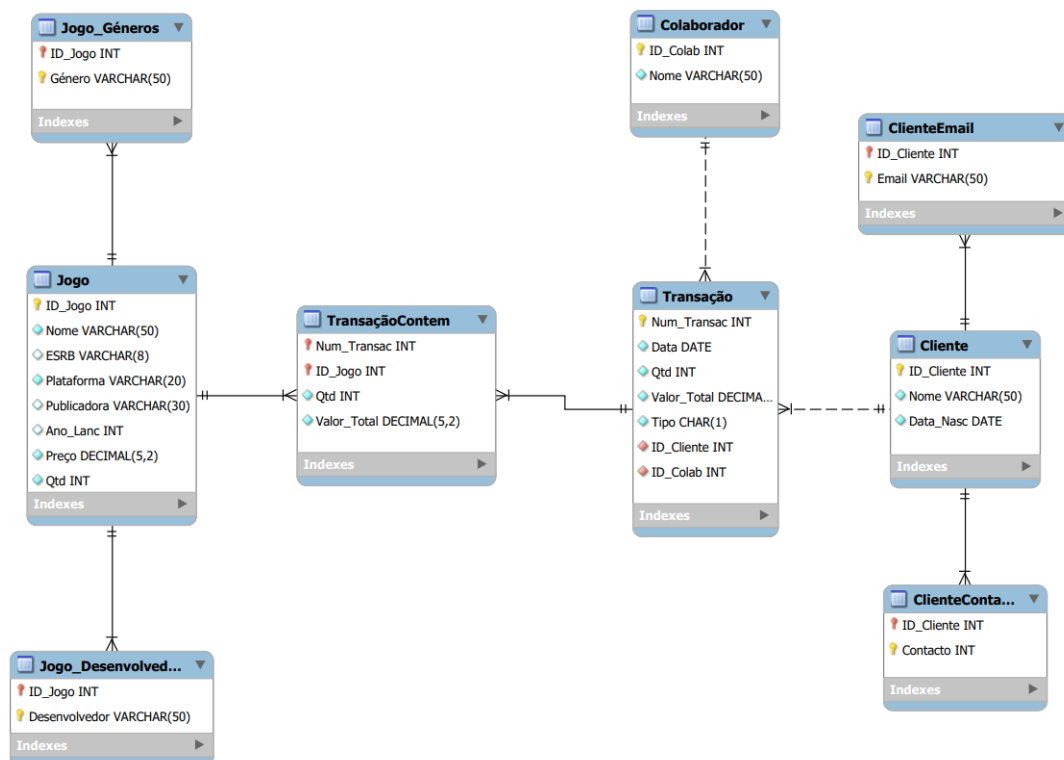 Jogo_Géneros
ID_Jogo INT
Género VARCHAR(50)
Indexes
Colaborador
ID_Colab INT
Nome VARCHAR(50)
Indexes
ClienteEmail
ID_Cliente INT
Email VARCHAR(50)
Indexes
Jogo
ID_Jogo INT
Nome VARCHAR(50)
ESRB VARCHAR(8)
Plataforma VARCHAR(20)
Publicadora VARCHAR(30)
Ano_Lanc INT
Preço DECIMAL(5,2)
Qtd INT
Indexes
TransaçãoContem
Num_Transac INT
ID_Jogo INT
Qtd INT
Valor_Total DECIMAL(5,2)
Indexes
Transação
Num_Transac INT
Data DATE
Qtd INT
Valor_Total DECIMA...
Tipo CHAR(1)
ID_Cliente INT
ID_Colab INT
Indexes
Cliente
ID_Cliente INT
Nome VARCHAR(50)
Data_Nasc DATE
Indexes
ClienteConta...
ID_Cliente INT
Contacto INT
Indexes
Jogo_Desenvolved...
ID_Jogo INT
Desenvolvedor VARCHAR(50)
Indexes